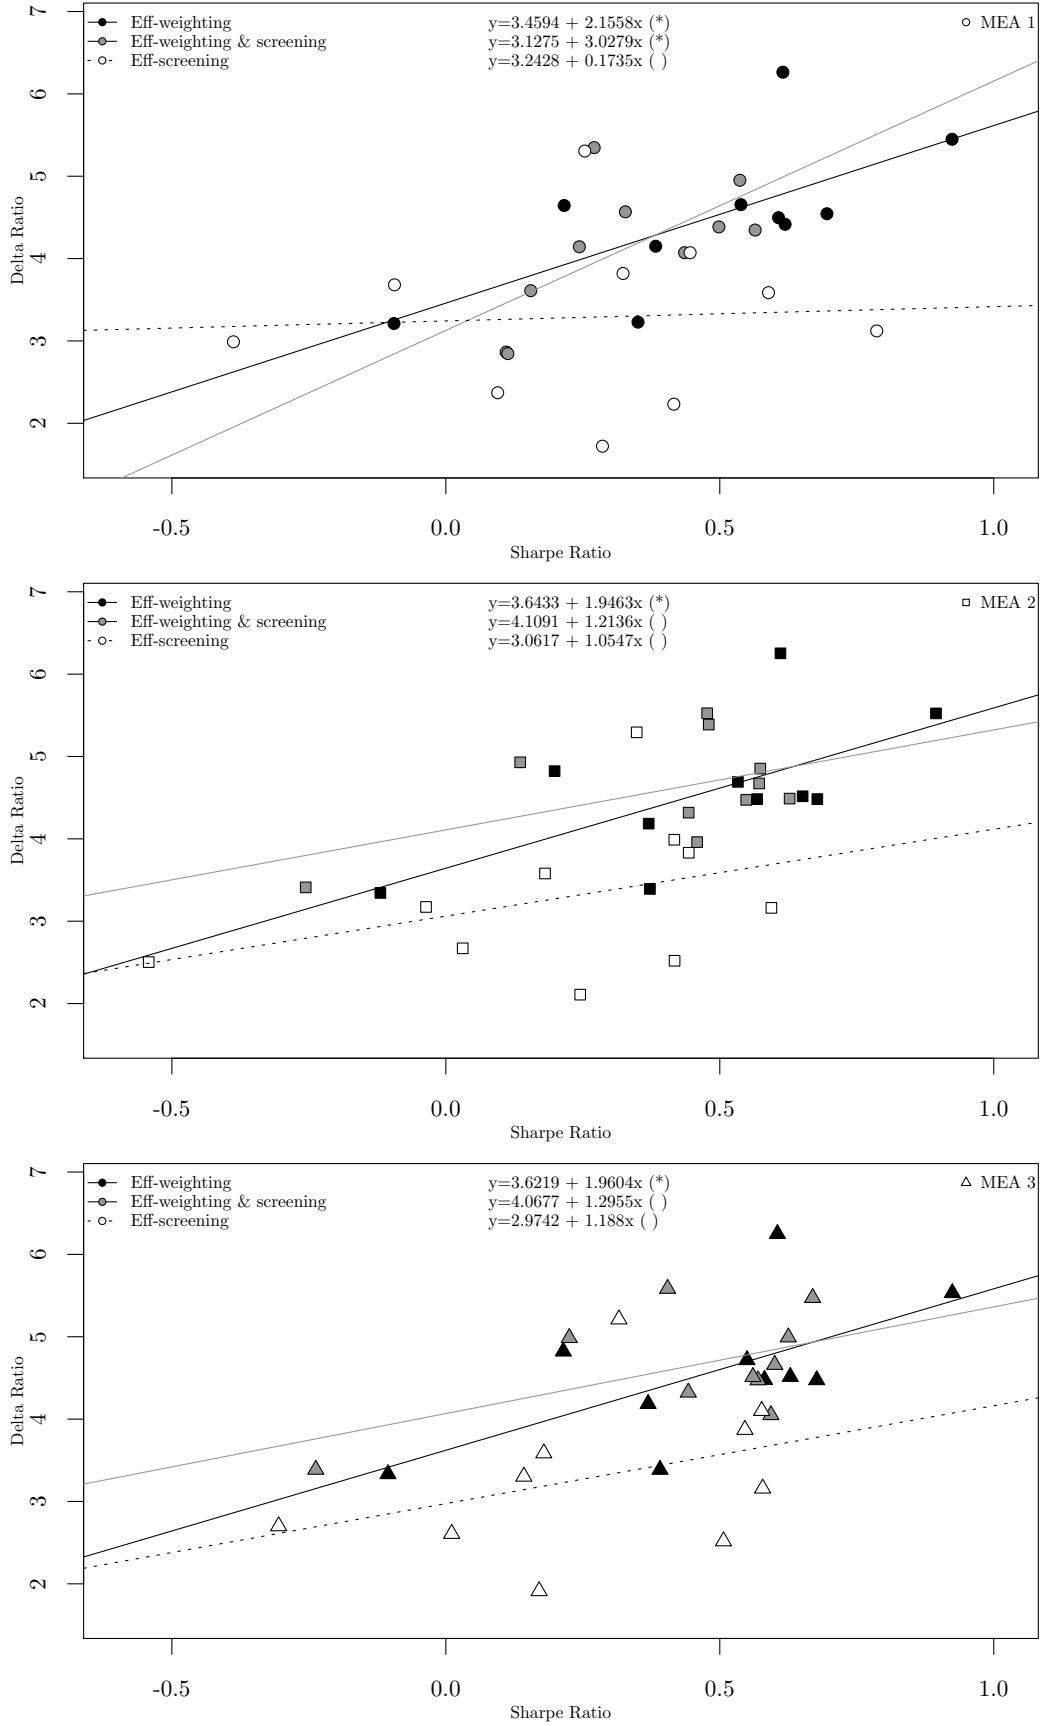 7
6
5
4
3
2
Delta Ratio
Eff-weighting y=3.4594 + 2.1558x (*) MEA 1
Eff-weighting & screening y=3.1275 + 3.0279x (*)
Eff-screening y=3.2428 + 0.1735x ( )
-0.5 0.0 0.5 1.0
Sharpe Ratio
7
6
5
4
3
2
Delta Ratio
Eff-weighting y=3.6433 + 1.9463x (*) MEA 2
Eff-weighting & screening y=4.1091 + 1.2136x ( )
Eff-screening y=3.0617 + 1.0547x ( )
-0.5 0.0 0.5 1.0
Sharpe Ratio
7
6
5
4
3
2
Delta Ratio
Eff-weighting y=3.6219 + 1.9604x (*) MEA 3
Eff-weighting & screening y=4.0677 + 1.2955x ( )
Eff-screening y=2.9742 + 1.188x ( )
-0.5 0.0 0.5 1.0
Sharpe Ratio